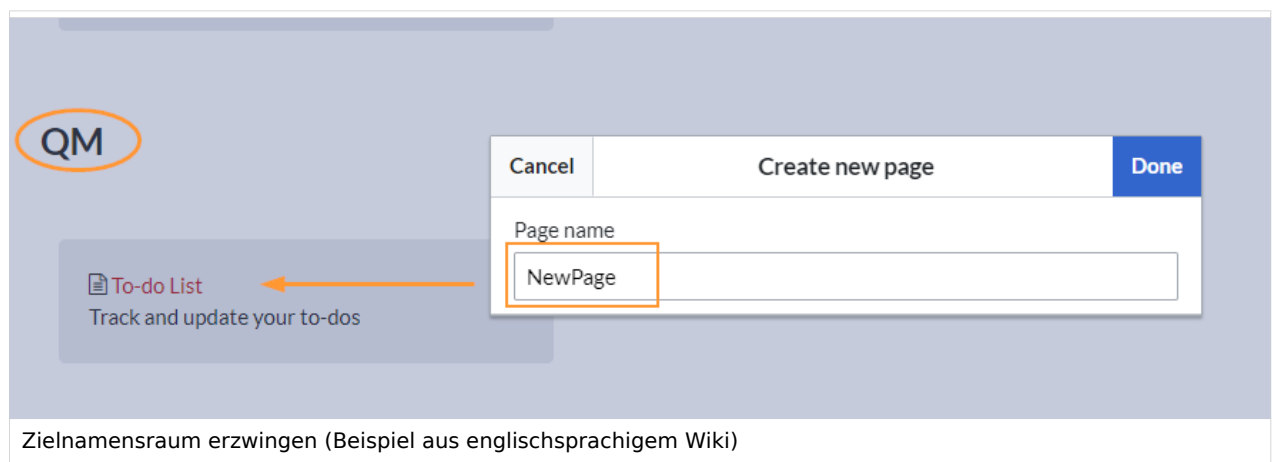 QM
Cancel
Create new page
Done
Page name
NewPage
To-do List
Track and update your to-dos
Zielnamensraum erzwingen (Beispiel aus englischsprachigem Wiki)